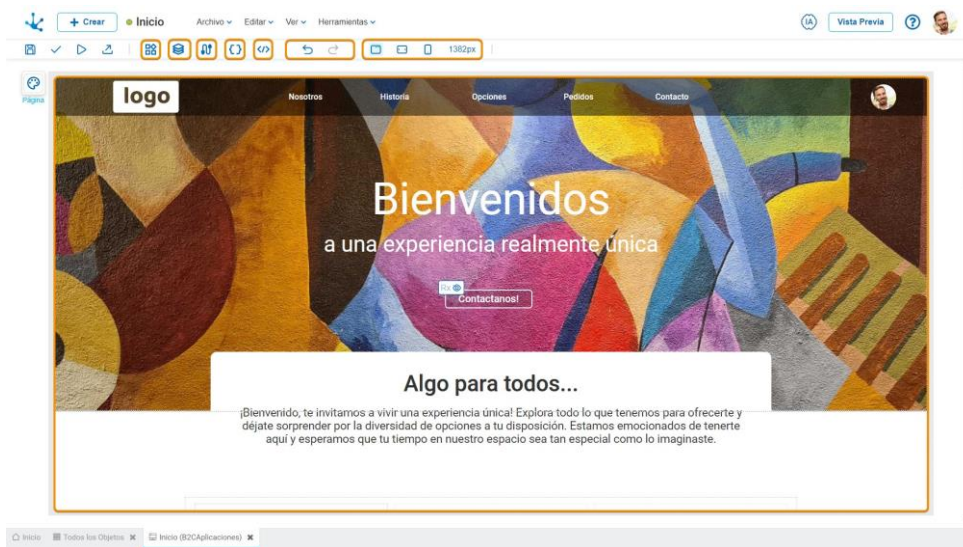 + Crear
Inicio
Archivo
Editar
Ver
Herramientas
IA
Vista Previa
?
1382px
Página
logo
Nosotros
Historia
Opciones
Pedidos
Contacto
Bienvenidos
a una experiencia realmente única
Rx
Contactanos!
Algo para todos...
¡Bienvenido, te invitamos a vivir una experiencia única! Explora todo lo que tenemos para ofrecerte y
déjate sorprender por la diversidad de opciones a tu disposición. Estamos emocionados de tenerte
aquí y esperamos que tu tiempo en nuestro espacio sea tan especial como lo imaginaste.
Inicio
Todos los Objetos
Inicio (B2CAplicaciones)